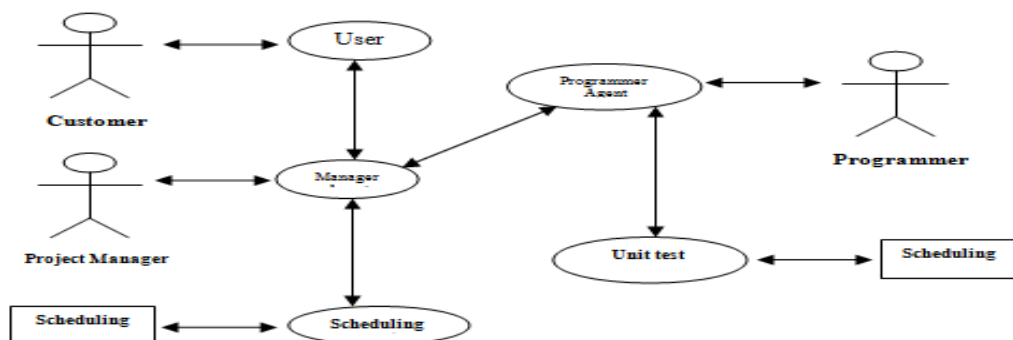 User
Customer
Programmer
Agent
Programmer
Manager
Project Manager
Unit test
Scheduling
Scheduling
Scheduling